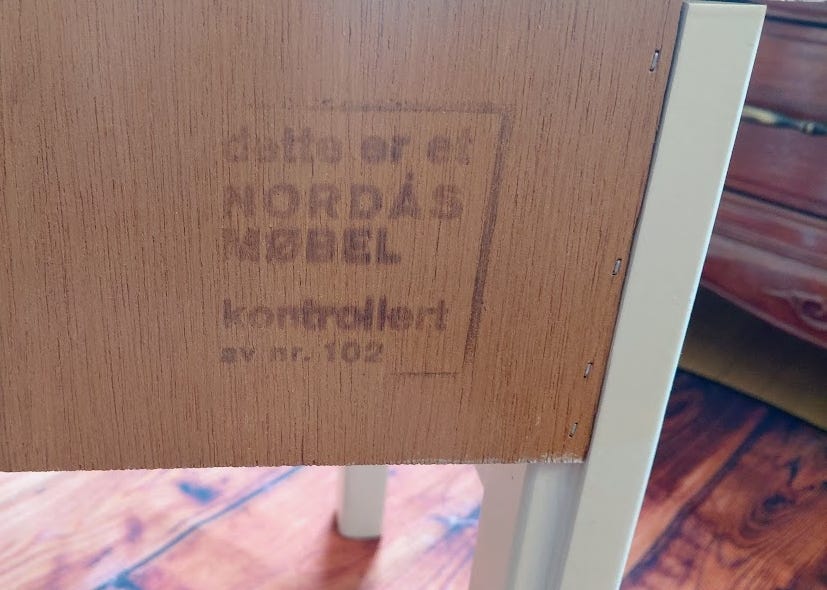 dette er et
NORDÅS
MØBEL
kontrollert
av nr. 102